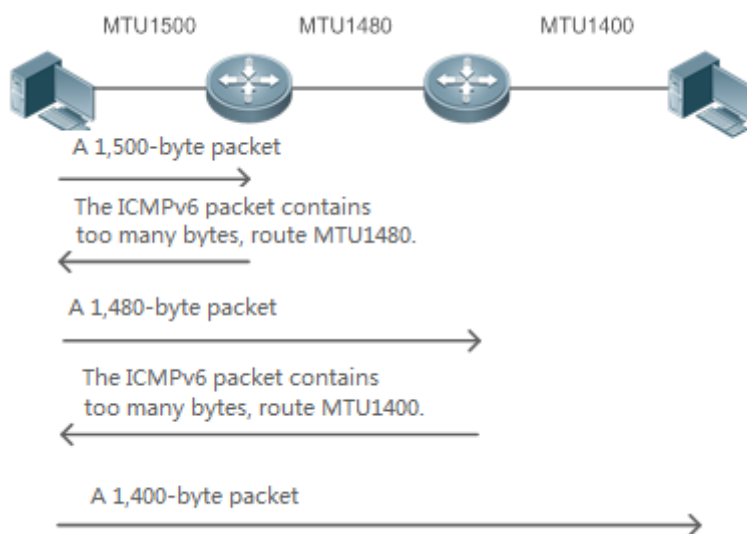 MTU1500 MTU1480 MTU1400
A 1,500-byte packet
The ICMPv6 packet contains
too many bytes, route MTU1480.
A 1,480-byte packet
The ICMPv6 packet contains
too many bytes, route MTU1400.
A 1,400-byte packet